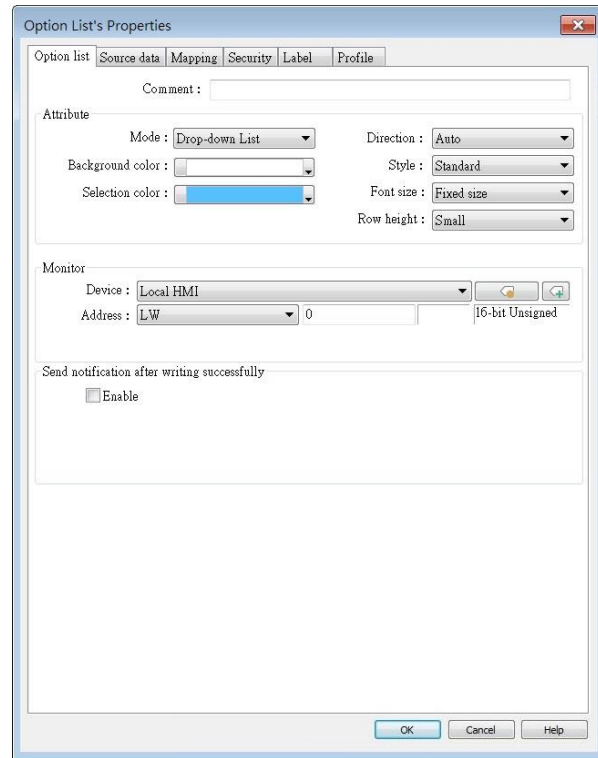 Option List's Properties
Option list Source data Mapping Security Label Profile
Comment :
Attribute
Mode : Drop-down List Direction : Auto
Background color : Style : Standard
Selection color : Font size : Fixed size
Row height : Small
Monitor
Device : Local HMI
Address : LW 0 16-bit Unsigned
Send notification after writing successfully
Enable
OK Cancel Help